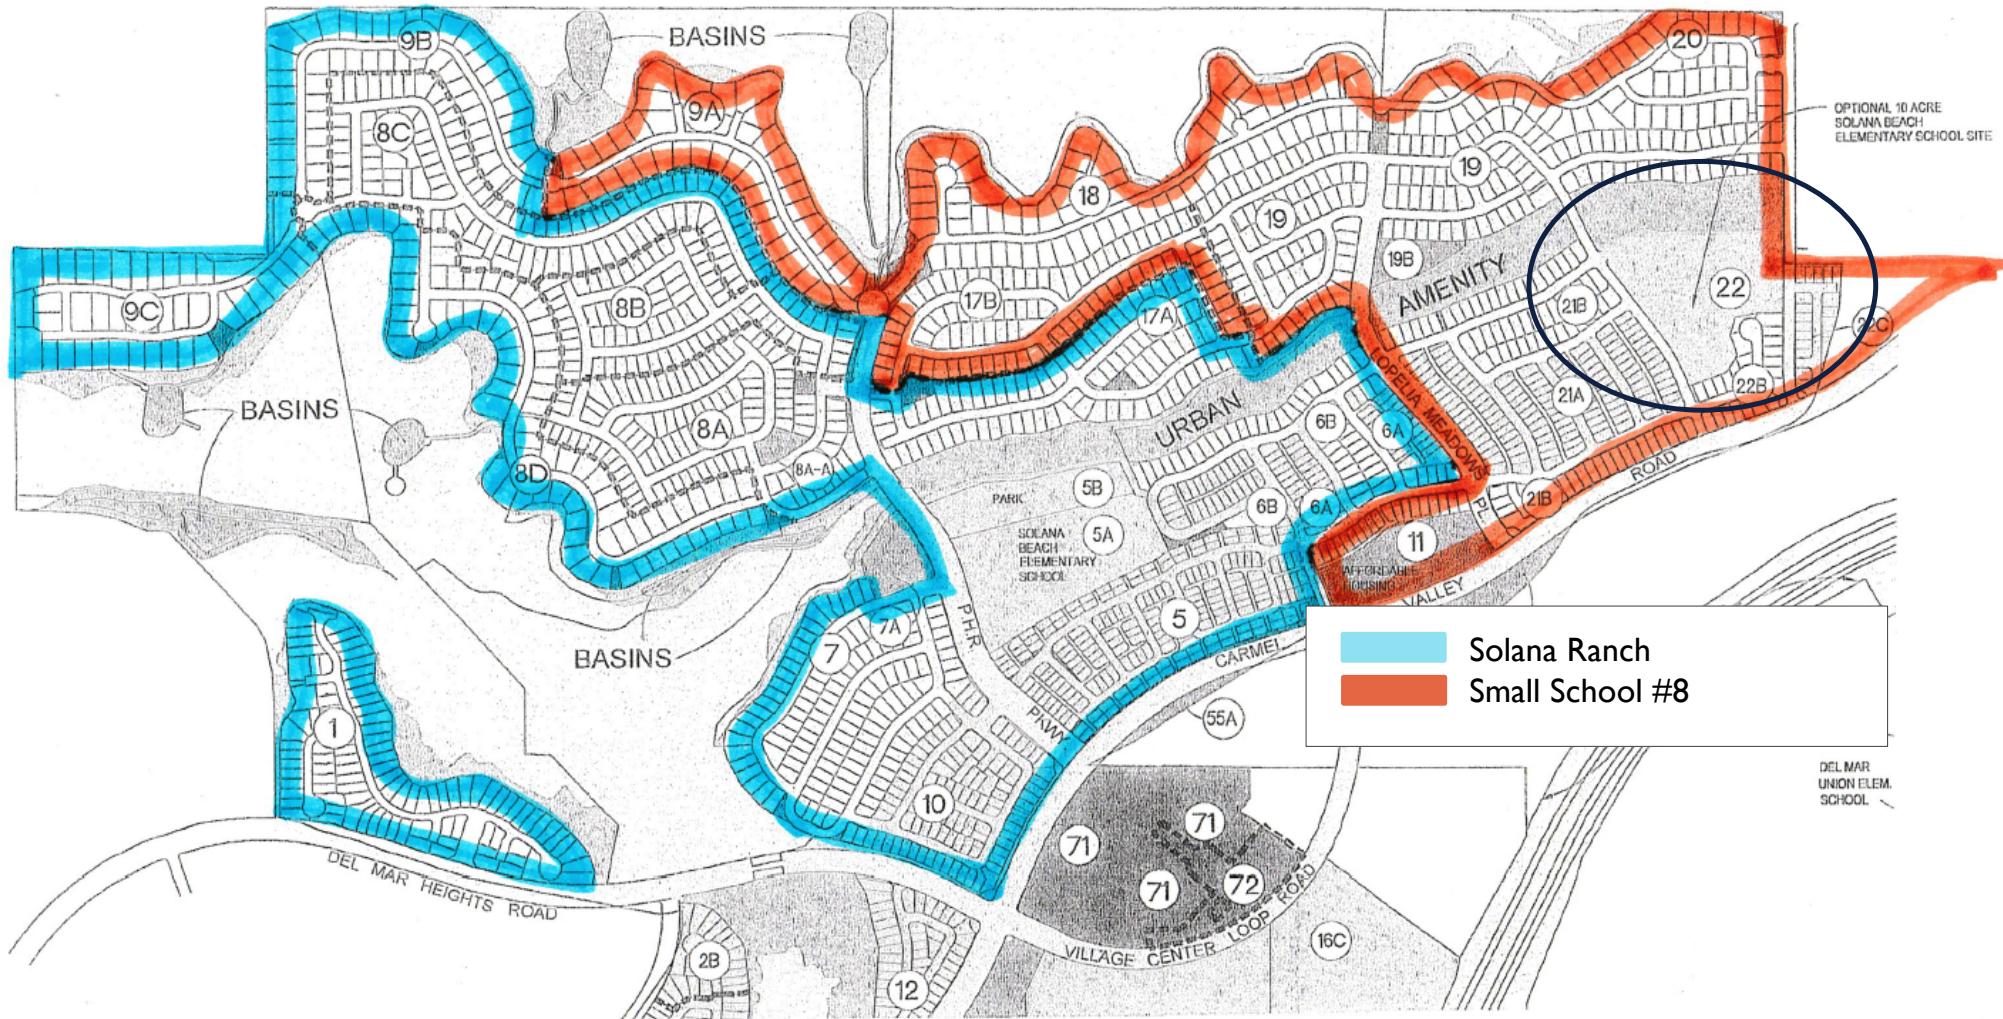 9B
BASINS
20
9A
8C
OPTIONAL 10 ACRE
SOLANA BEACH
ELEMENTARY SCHOOL SITE
19
18
19
19B
AMENITY
22
8B
17B
21B
9C
17A
22C
COPELIA MEADOWS
PL
22B
21A
BASINS
URBAN
6B
6A
8A
8D
8A-A
PARK
5B
ROAD
21B
6B
6A
SOLANA
BEACH
ELEMENTARY
SCHOOL
5A
11
AFFORDABLE
HOUSING
VALLEY
P.H.R
PKWY
7A
5
7
BASINS
CARMEL
Solana Ranch
Small School #8
1
55A
DEL MAR
UNION ELEM.
SCHOOL
10
71
71
71
72
DEL MAR HEIGHTS ROAD
VILLAGE CENTER LOOP ROAD
16C
2B
12